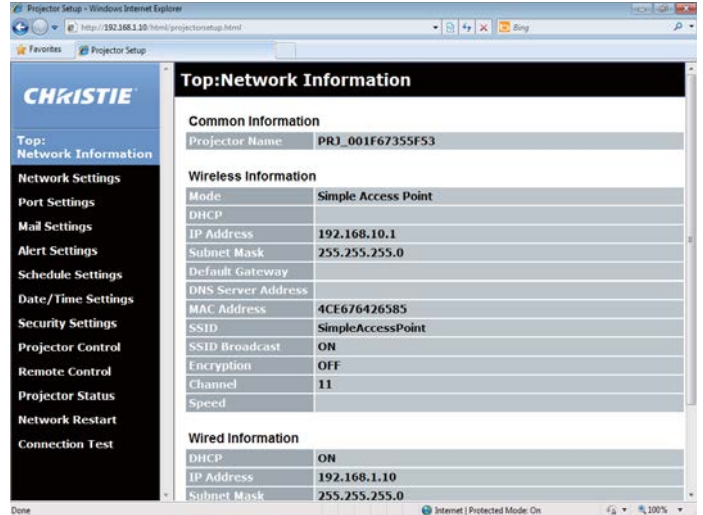 Projector Setup - Windows Internet Explorer
http://192.168.1.10/html/projectorsetup.html
Bing
Favorites Projector Setup
CHRISTIE
Top:
Network Information
Network Settings
Port Settings
Mail Settings
Alert Settings
Schedule Settings
Date/Time Settings
Security Settings
Projector Control
Remote Control
Projector Status
Network Restart
Connection Test
Top:Network Information
Common Information
Projector Name PRJ_001F67355F53
Wireless Information
Mode Simple Access Point
DHCP
IP Address 192.168.10.1
Subnet Mask 255.255.255.0
Default Gateway
DNS Server Address
MAC Address 4CE676426585
SSID SimpleAccessPoint
SSID Broadcast ON
Encryption OFF
Channel 11
Speed
Wired Information
DHCP ON
IP Address 192.168.1.10
Subnet Mask 255.255.255.0
Done Internet | Protected Mode: On 100%